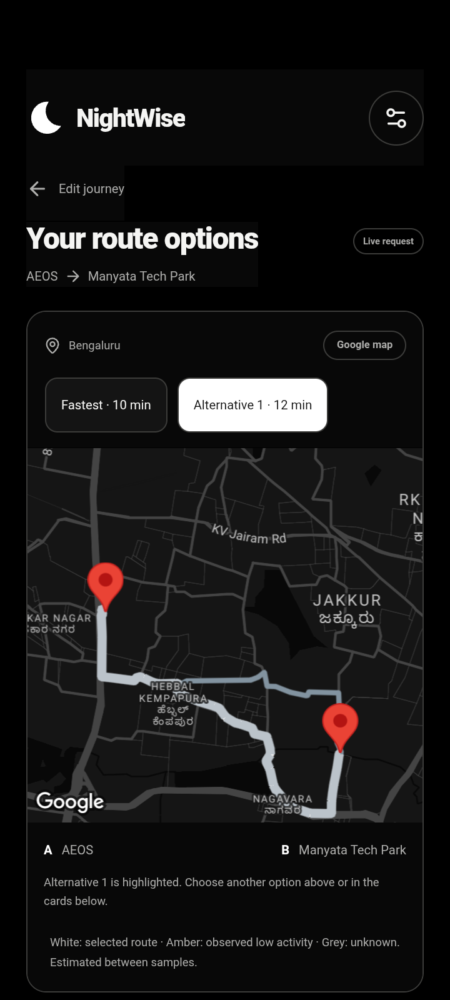 NightWise
Edit journey
Your route options
Live request
AEOS → Manyata Tech Park
Bengaluru
Google map
Fastest · 10 min
Alternative 1 · 12 min
8
KV Jairam Rd
RK
N
JAKKUR
ಜಕ್ಕೂರು
KAR NAGAR
ಕಾರ ನಗರ
HEBBAL
KEMPAPURA
ಹೆಬ್ಬಲ್
ಕೆಂಪಪುರ
NAGAVARA
ನಾಗವರ
Google
A AEOS
B Manyata Tech Park
Alternative 1 is highlighted. Choose another option above or in the
cards below.
White: selected route · Amber: observed low activity · Grey: unknown.
Estimated between samples.